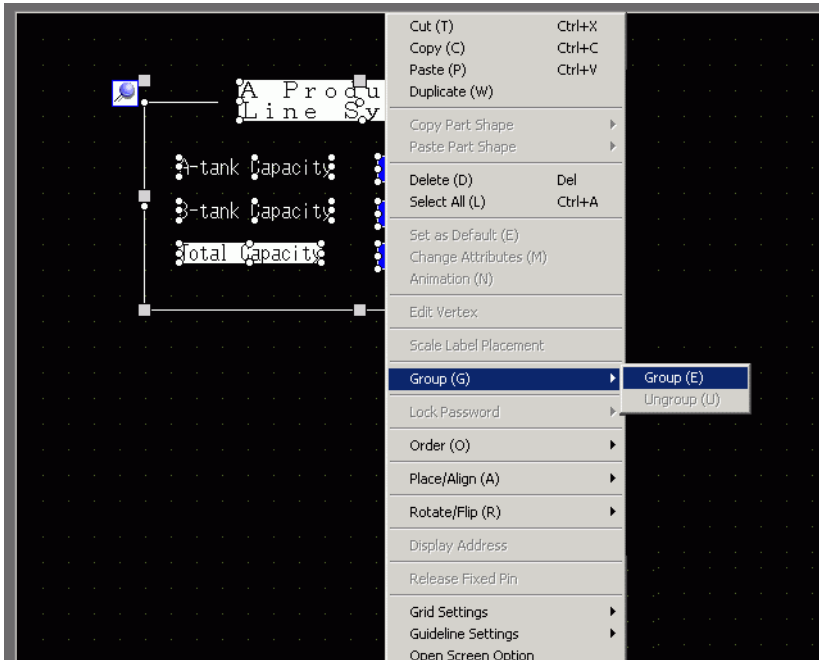 A Produ
Line Sy
A-tank Capacity
B-tank Capacity
Total Capacity
Cut (T) Ctrl+X
Copy (C) Ctrl+C
Paste (P) Ctrl+V
Duplicate (W)
Copy Part Shape
Paste Part Shape
Delete (D) Del
Select All (L) Ctrl+A
Set as Default (E)
Change Attributes (M)
Animation (N)
Edit Vertex
Scale Label Placement
Group (G)
Group (E)
Ungroup (U)
Lock Password
Order (O)
Place/Align (A)
Rotate/Flip (R)
Display Address
Release Fixed Pin
Grid Settings
Guideline Settings
Open Screen Option